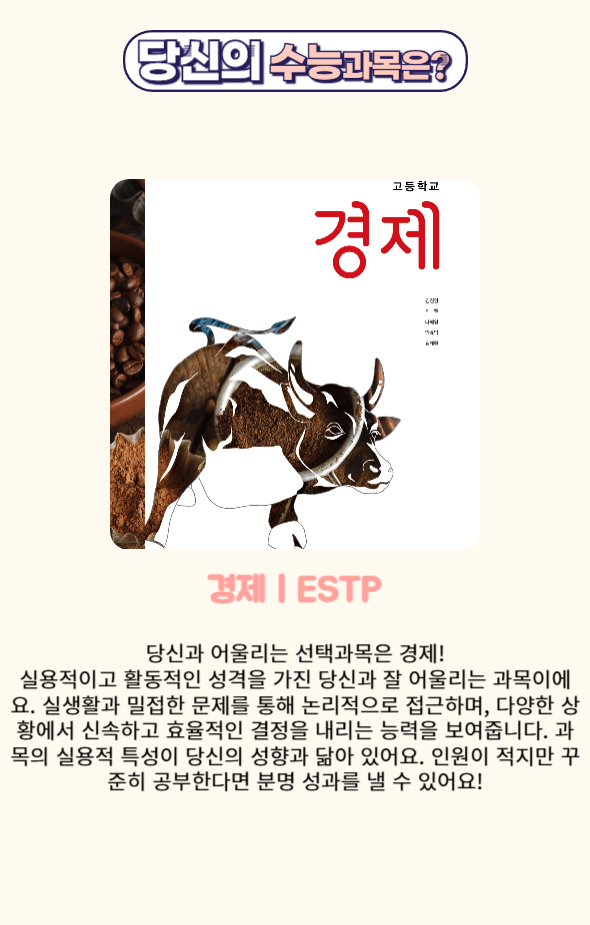 당신의 수능과목은?
고등학교
경제
경제 | ESTP
당신과 어울리는 선택과목은 경제!
실용적이고 활동적인 성격을 가진 당신과 잘 어울리는 과목이에
요. 실생활과 밀접한 문제를 통해 논리적으로 접근하며, 다양한 상
황에서 신속하고 효율적인 결정을 내리는 능력을 보여줍니다. 과
목의 실용적 특성이 당신의 성향과 닮아 있어요. 인원이 적지만 꾸
준히 공부한다면 분명 성과를 낼 수 있어요!